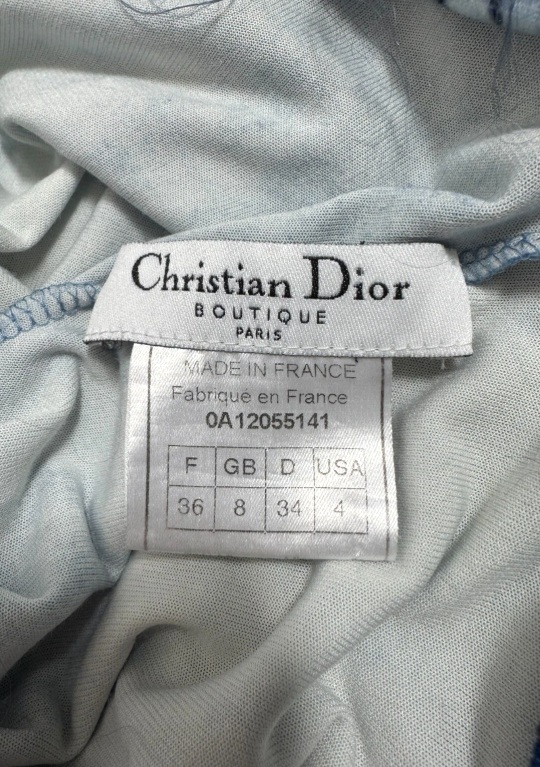 Christian Dior
BOUTIQUE
PARIS
MADE IN FRANCE
Fabrique en France
0A12055141
F GB D USA
36 8 34 4